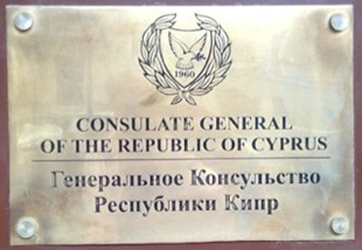 1960
CONSULATE GENERAL
OF THE REPUBLIC OF CYPRUS
Генеральное Консульство
Республики Кипр